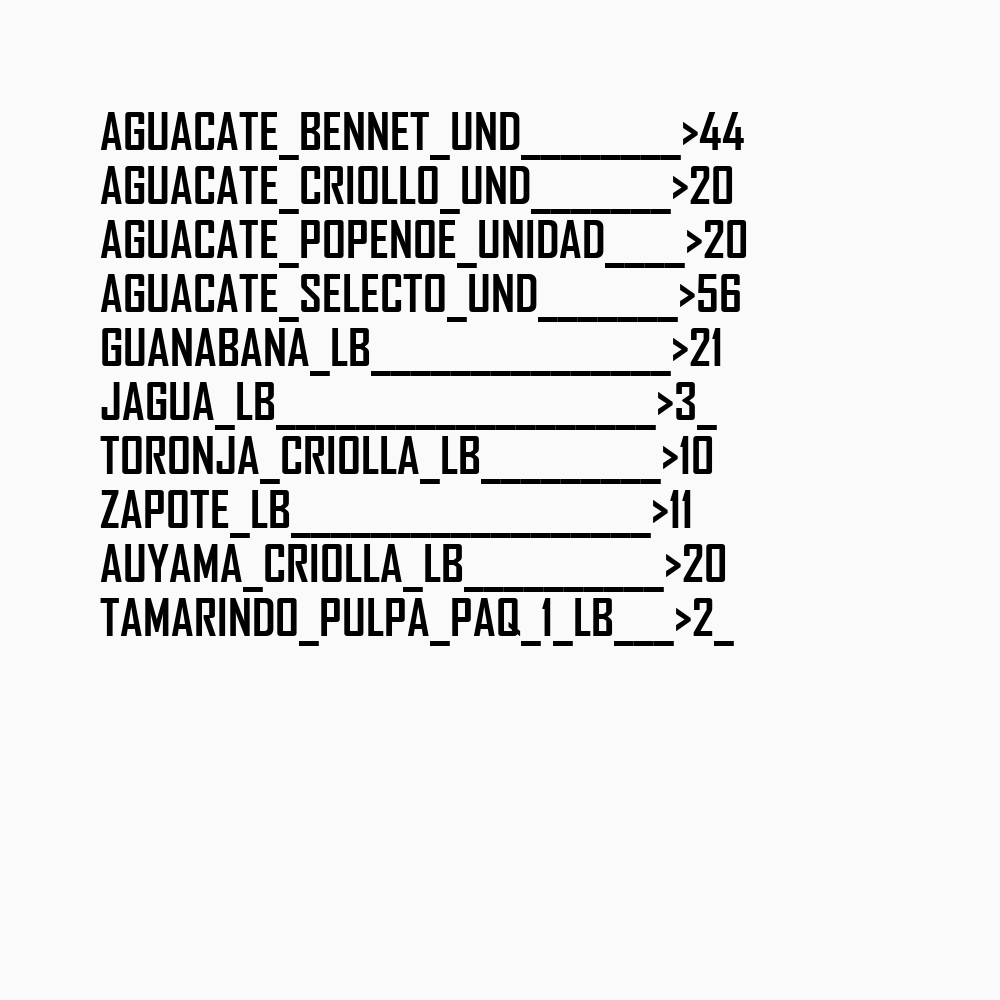 AGUACATE_BENNET_UND________>44
AGUACATE_CRIOLLO_UND_______>20
AGUACATE_POPENOE_UNIDAD____>20
AGUACATE_SELECTO_UND_______>56
GUANABANA_LB_______________>21
JAGUA_LB___________________>3_
TORONJA_CRIOLLA_LB_________>10
ZAPOTE_LB__________________>11
AUYAMA_CRIOLLA_LB__________>20
TAMARINDO_PULPA_PAQ_1_LB___>2_